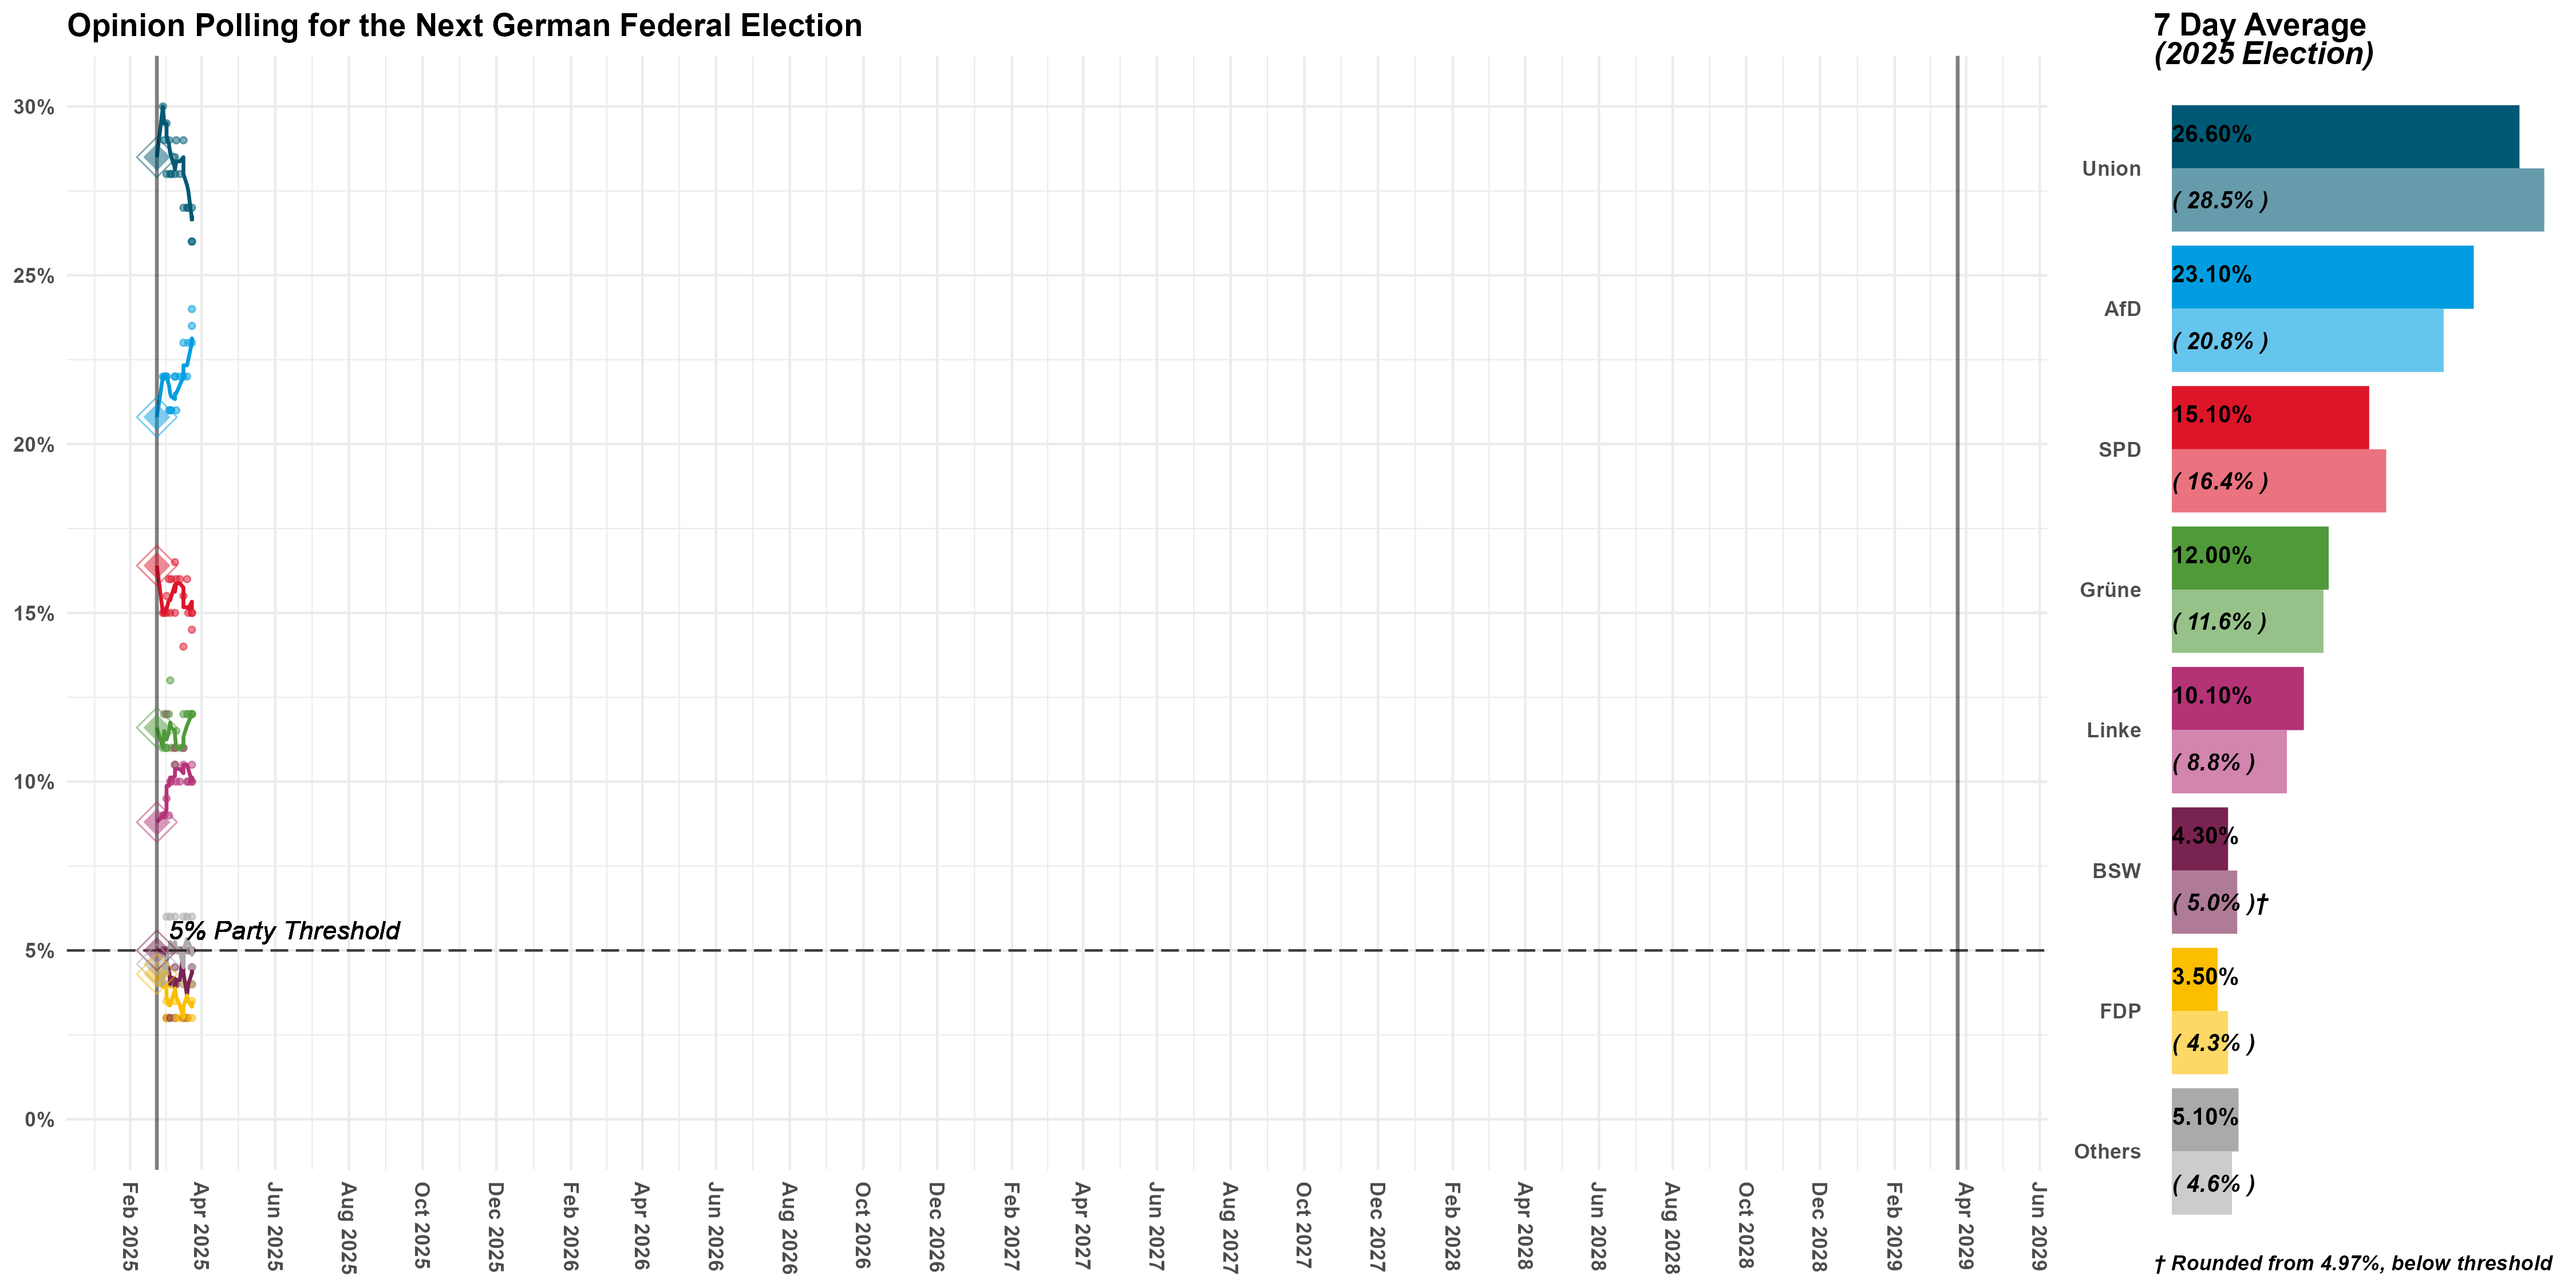 Opinion Polling for the Next German Federal Election
30%
25%
20%
15%
10%
5%
0%
5% Party Threshold
Feb 2025
Apr 2025
Jun 2025
Aug 2025
Oct 2025
Dec 2025
Feb 2026
Apr 2026
Jun 2026
Aug 2026
Oct 2026
Dec 2026
Feb 2027
Apr 2027
Jun 2027
Aug 2027
Oct 2027
Dec 2027
Feb 2028
Apr 2028
Jun 2028
Aug 2028
Oct 2028
Dec 2028
Feb 2029
Apr 2029
Jun 2029
7 Day Average
(2025 Election)
Union
26.60%
( 28.5% )
AfD
23.10%
( 20.8% )
SPD
15.10%
( 16.4% )
Grüne
12.00%
( 11.6% )
Linke
10.10%
( 8.8% )
BSW
4.30%
( 5.0% )†
FDP
3.50%
( 4.3% )
Others
5.10%
( 4.6% )
† Rounded from 4.97%, below threshold